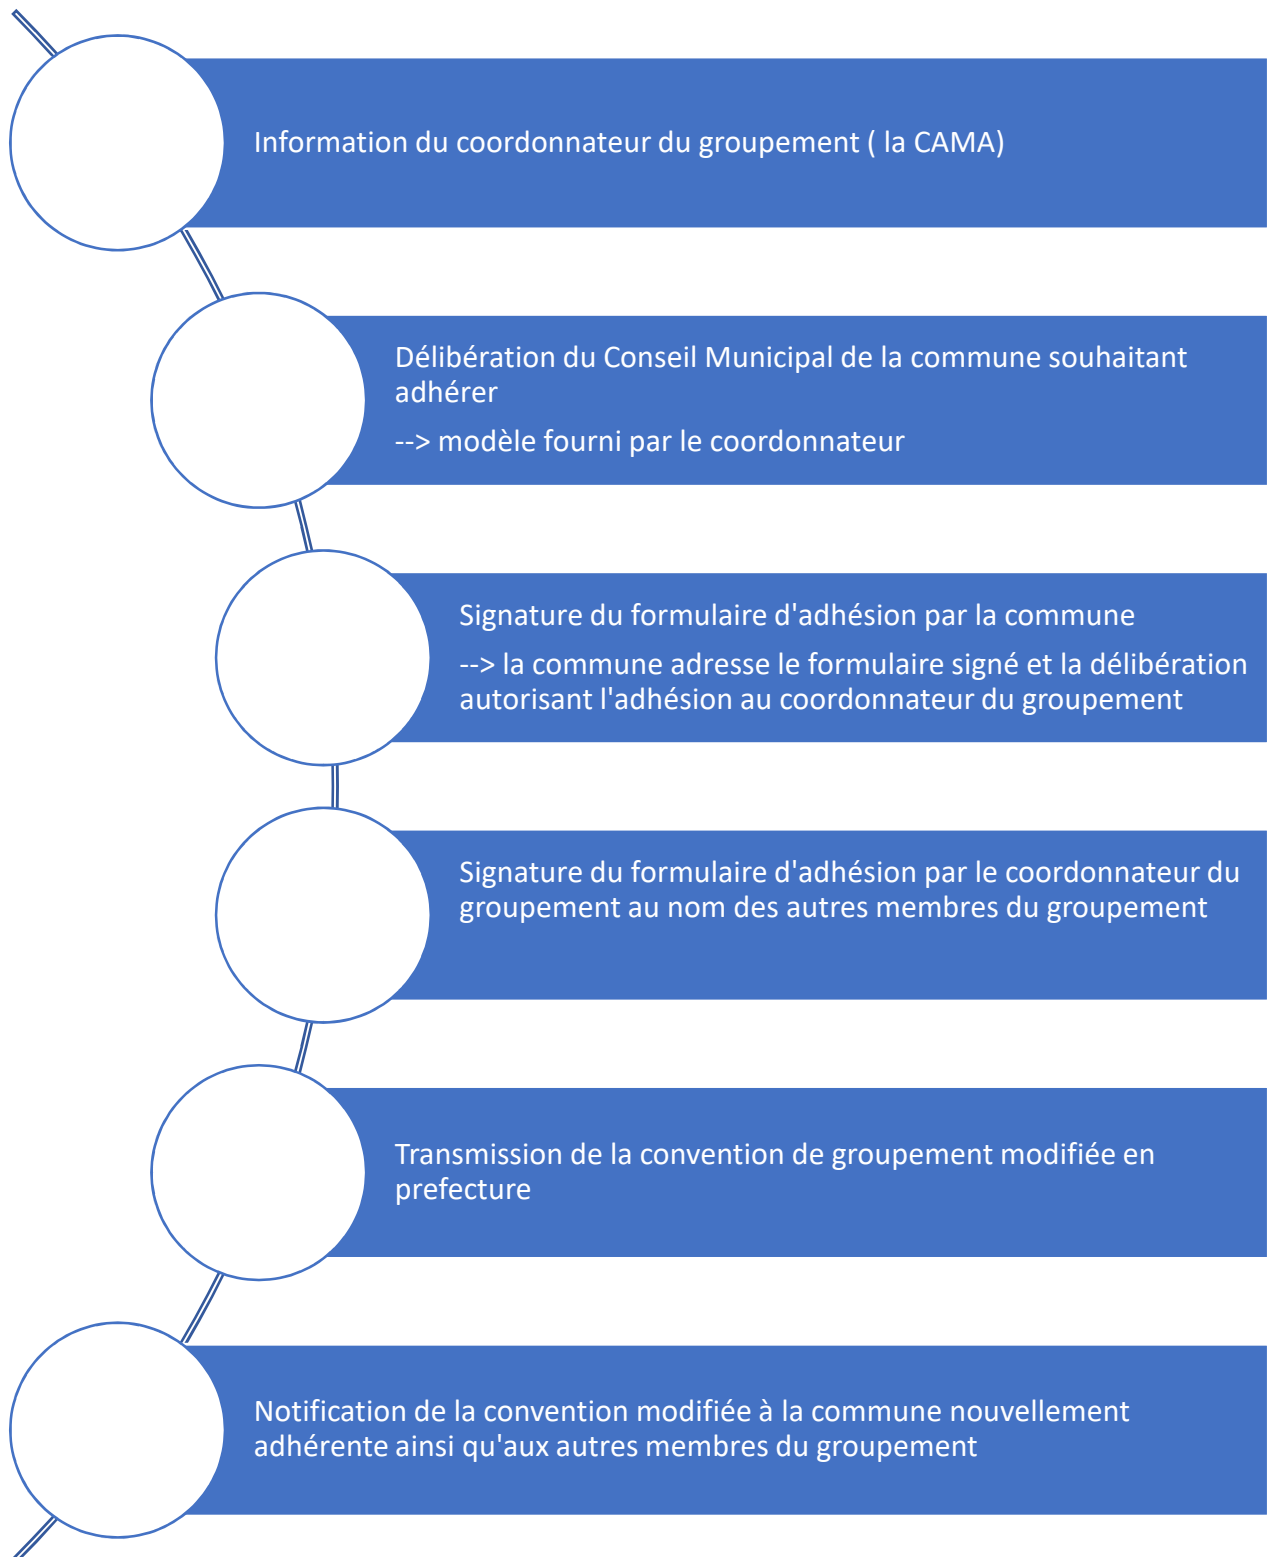 Information du coordonnateur du groupement ( la CAMA)
Délibération du Conseil Municipal de la commune souhaitant
adhérer
--> modèle fourni par le coordonnateur
Signature du formulaire d'adhésion par la commune
--> la commune adresse le formulaire signé et la délibération
autorisant l'adhésion au coordonnateur du groupement
Signature du formulaire d'adhésion par le coordonnateur du
groupement au nom des autres membres du groupement
Transmission de la convention de groupement modifiée en
prefecture
Notification de la convention modifiée à la commune nouvellement
adhérente ainsi qu'aux autres membres du groupement